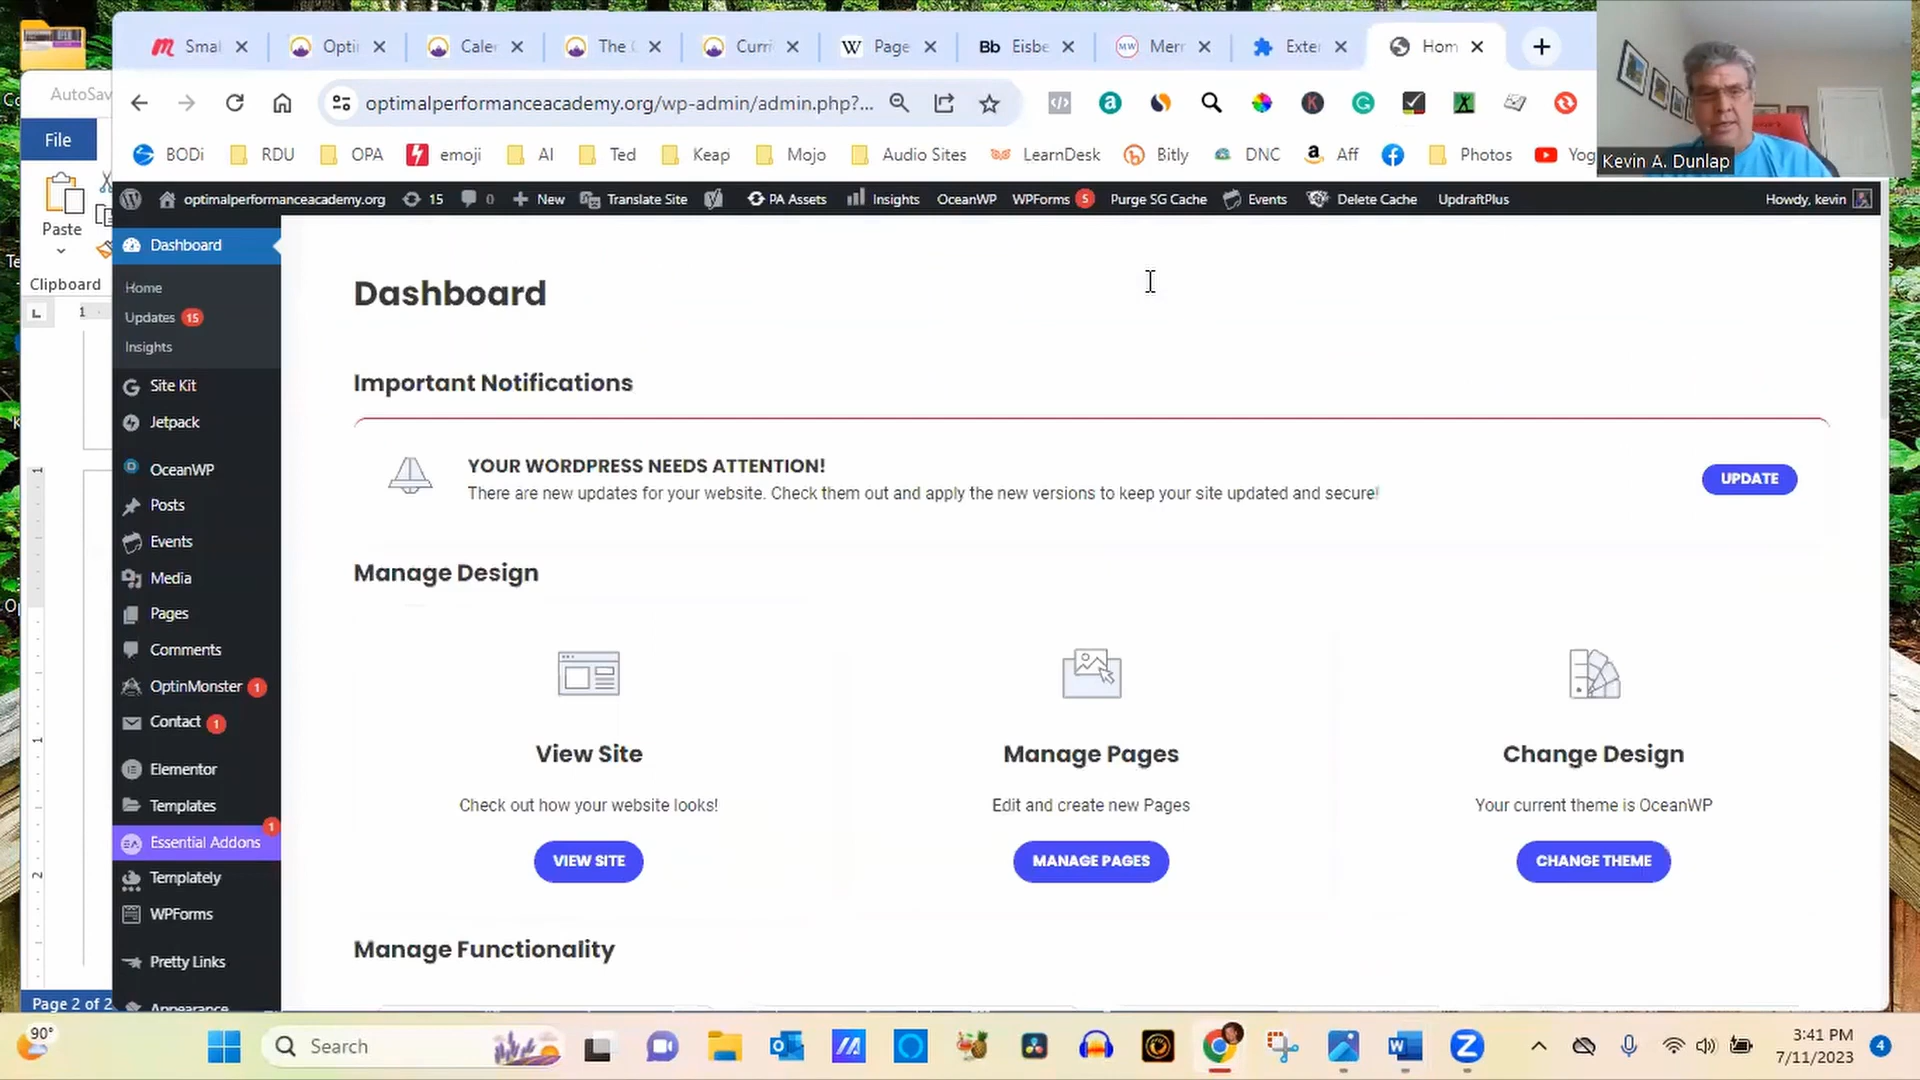 Smal
Opti
Caler
The
Curri
Page
Bb Eisbe
MW Merr
Exter
Hom
AutoSav
optimalperformanceacademy.org/wp-admin/admin.php?...
File
BODi
RDU
OPA
emoji
AI
Ted
Keap
Mojo
Audio Sites
LearnDesk
Bitly
DNC
Aff
Photos
Yog
Kevin A. Dunlap
optimalperformanceacademy.org
15
0
New
Translate Site
PA Assets
Insights
OceanWP
WPForms 5
Purge SG Cache
Events
Delete Cache
UpdraftPlus
Howdy, kevin
Paste
Clipboard
Dashboard
Home
Updates 15
Insights
Site Kit
Jetpack
OceanWP
Posts
Events
Media
Pages
Comments
OptinMonster 1
Contact 1
Elementor
Templates
Essential Addons 1
Templately
WPForms
Pretty Links
Appearance
Dashboard
Important Notifications
YOUR WORDPRESS NEEDS ATTENTION!
There are new updates for your website. Check them out and apply the new versions to keep your site updated and secure!
UPDATE
Manage Design
View Site
Check out how your website looks!
VIEW SITE
Manage Pages
Edit and create new Pages
MANAGE PAGES
Change Design
Your current theme is OceanWP
CHANGE THEME
Manage Functionality
Page 2 of 2
90°
Search
3:41 PM
7/11/2023
4